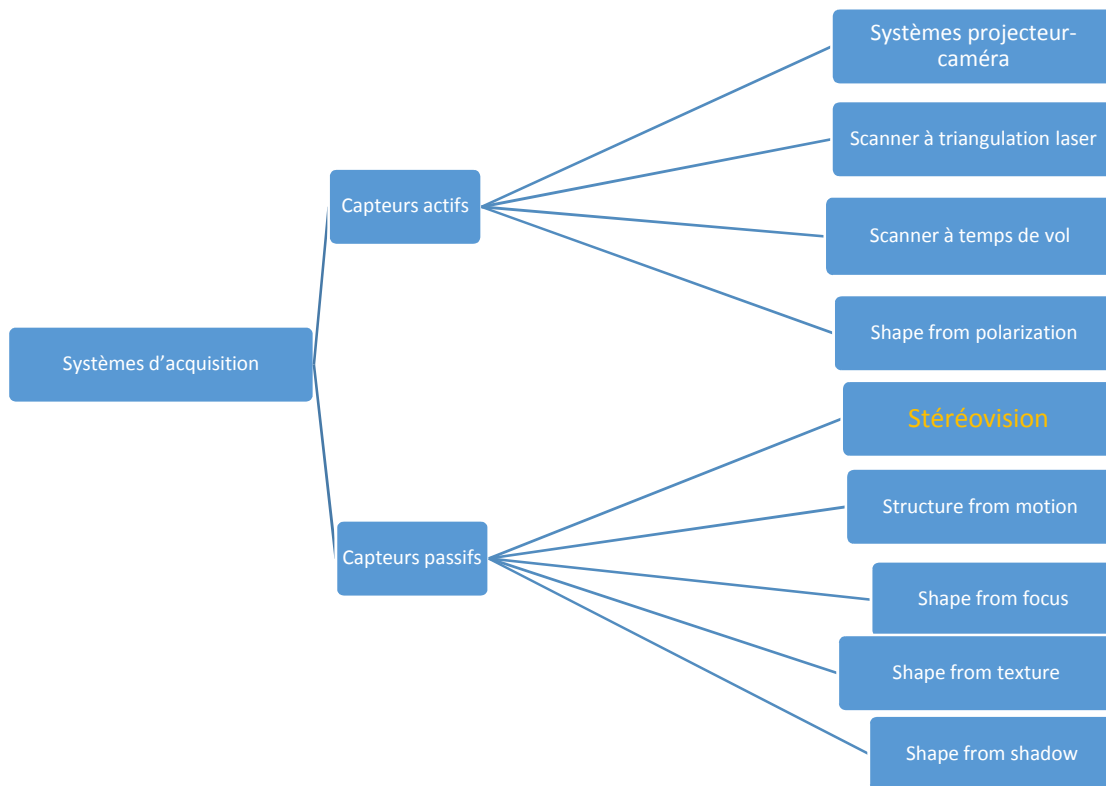 Systèmes d’acquisition
Capteurs actifs
Systèmes projecteur-
caméra
Scanner à triangulation laser
Scanner à temps de vol
Shape from polarization
Capteurs passifs
Stéréovision
Structure from motion
Shape from focus
Shape from texture
Shape from shadow